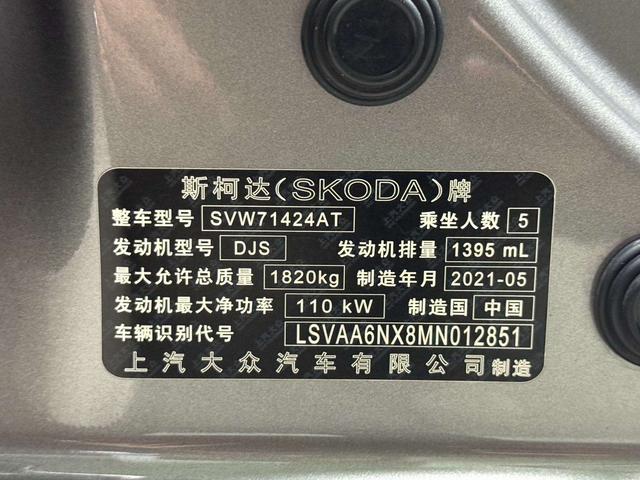 斯柯达(SKODA)牌
整车型号 SVW71424AT 乘坐人数 5
发动机型号 DJS 发动机排量 1395 mL
最大允许总质量 1820kg 制造年月 2021-05
发动机最大净功率 110 kW 制造国 中国
车辆识别代号 LSVAA6NX8MN012851
上汽大众汽车有限公司制造